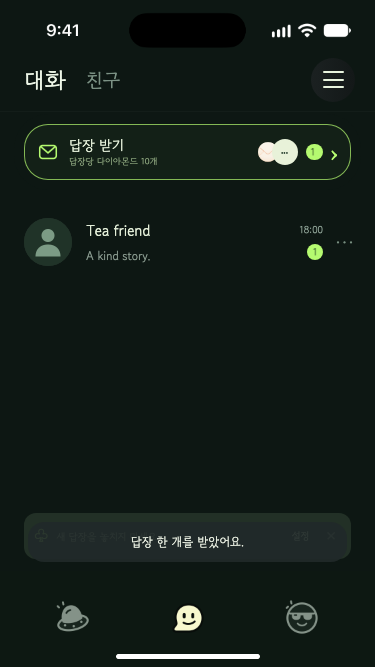 9:41
대화 친구
답장 받기
답장당 다이아몬드 10개
1
Tea friend
18:00
A kind story.
1
답장 한 개를 받았어요.